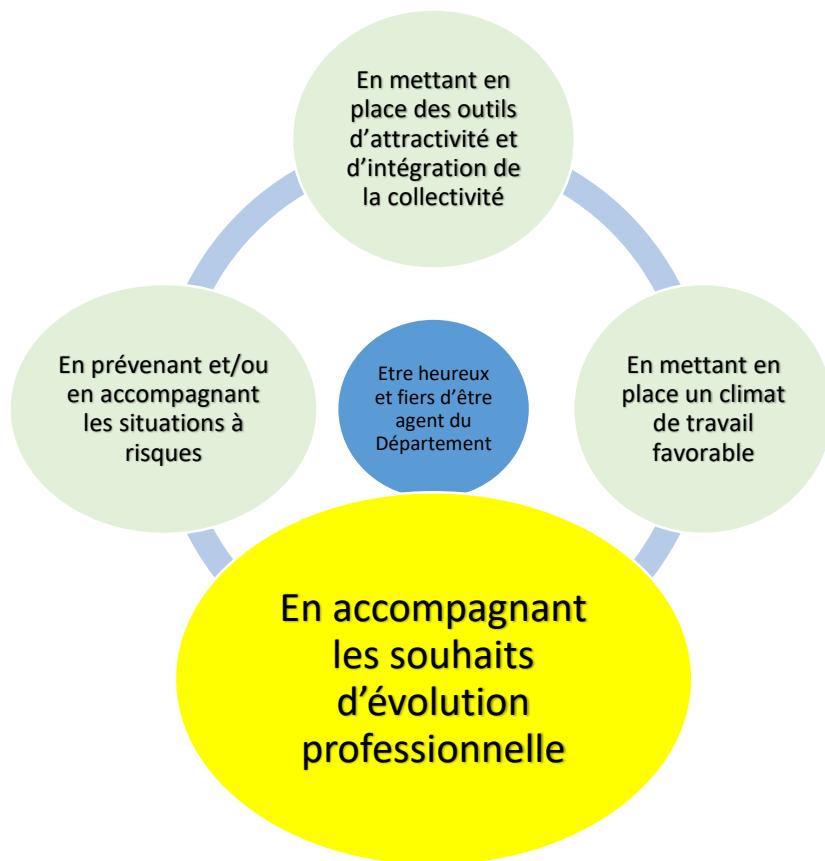 En mettant en
place des outils
d’attractivité et
d’intégration de
la collectivité
En prévenant et/ou
en accompagnant
les situations à
risques
Etre heureux
et fiers d’être
agent du
Département
En mettant en
place un climat
de travail
favorable
En accompagnant
les souhaits
d’évolution
professionnelle